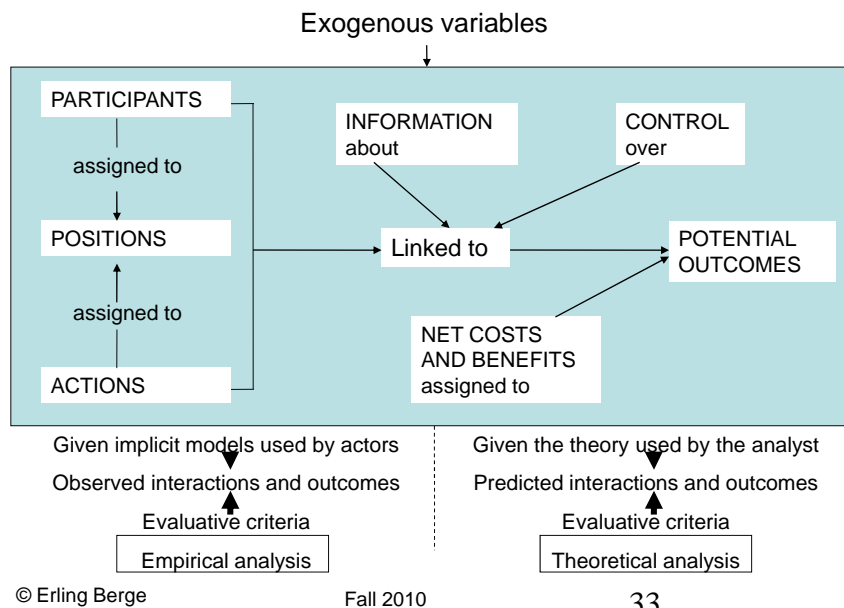 Exogenous variables
PARTICIPANTS
assigned to
POSITIONS
assigned to
ACTIONS
INFORMATION
about
CONTROL
over
Linked to
POTENTIAL
OUTCOMES
NET COSTS
AND BENEFITS
assigned to
Given implicit models used by actors
Observed interactions and outcomes
Evaluative criteria
Empirical analysis
Given the theory used by the analyst
Predicted interactions and outcomes
Evaluative criteria
Theoretical analysis
© Erling Berge
Fall 2010
33